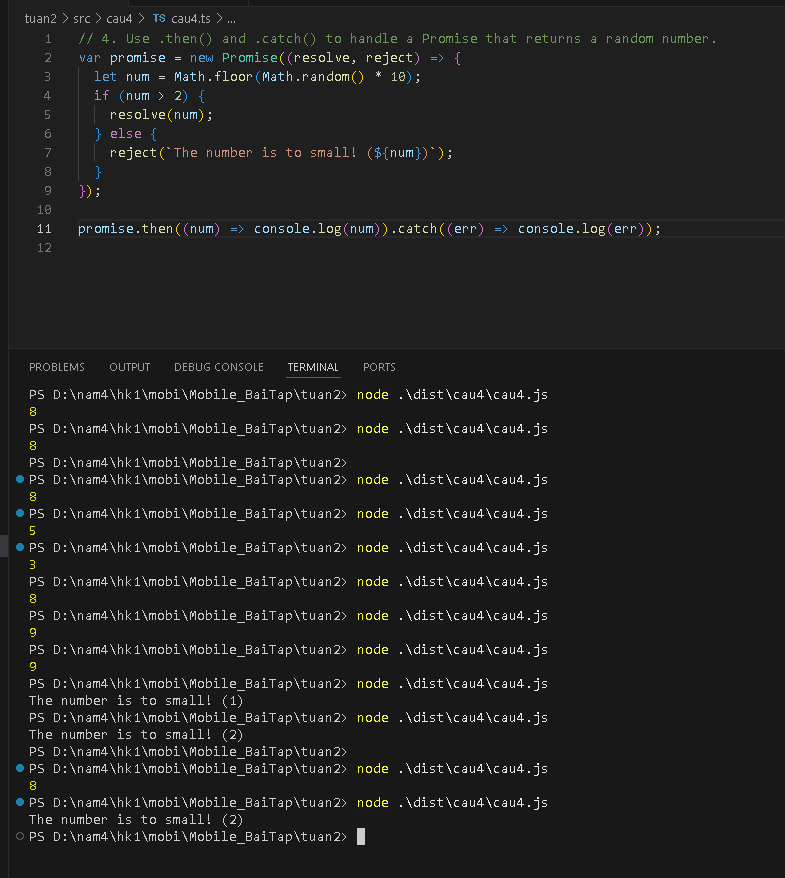 tuan2 > src > cau4 > TS cau4.ts > ...
1 // 4. Use .then() and .catch() to handle a Promise that returns a random number.
2 var promise = new Promise((resolve, reject) => {
3 let num = Math.floor(Math.random() * 10);
4 if (num > 2) {
5 resolve(num);
6 } else {
7 reject(`The number is to small! (${num})`);
8 }
9 });
10
11 promise.then((num) => console.log(num)).catch((err) => console.log(err));
12
PROBLEMS OUTPUT DEBUG CONSOLE TERMINAL PORTS
PS D:\nam4\hk1\mobi\Mobile_BaiTap\tuan2> node .\dist\cau4\cau4.js
8
PS D:\nam4\hk1\mobi\Mobile_BaiTap\tuan2> node .\dist\cau4\cau4.js
8
PS D:\nam4\hk1\mobi\Mobile_BaiTap\tuan2>
PS D:\nam4\hk1\mobi\Mobile_BaiTap\tuan2> node .\dist\cau4\cau4.js
8
PS D:\nam4\hk1\mobi\Mobile_BaiTap\tuan2> node .\dist\cau4\cau4.js
5
PS D:\nam4\hk1\mobi\Mobile_BaiTap\tuan2> node .\dist\cau4\cau4.js
3
PS D:\nam4\hk1\mobi\Mobile_BaiTap\tuan2> node .\dist\cau4\cau4.js
8
PS D:\nam4\hk1\mobi\Mobile_BaiTap\tuan2> node .\dist\cau4\cau4.js
9
PS D:\nam4\hk1\mobi\Mobile_BaiTap\tuan2> node .\dist\cau4\cau4.js
9
PS D:\nam4\hk1\mobi\Mobile_BaiTap\tuan2> node .\dist\cau4\cau4.js
The number is to small! (1)
PS D:\nam4\hk1\mobi\Mobile_BaiTap\tuan2> node .\dist\cau4\cau4.js
The number is to small! (2)
PS D:\nam4\hk1\mobi\Mobile_BaiTap\tuan2>
PS D:\nam4\hk1\mobi\Mobile_BaiTap\tuan2> node .\dist\cau4\cau4.js
8
PS D:\nam4\hk1\mobi\Mobile_BaiTap\tuan2> node .\dist\cau4\cau4.js
The number is to small! (2)
PS D:\nam4\hk1\mobi\Mobile_BaiTap\tuan2>